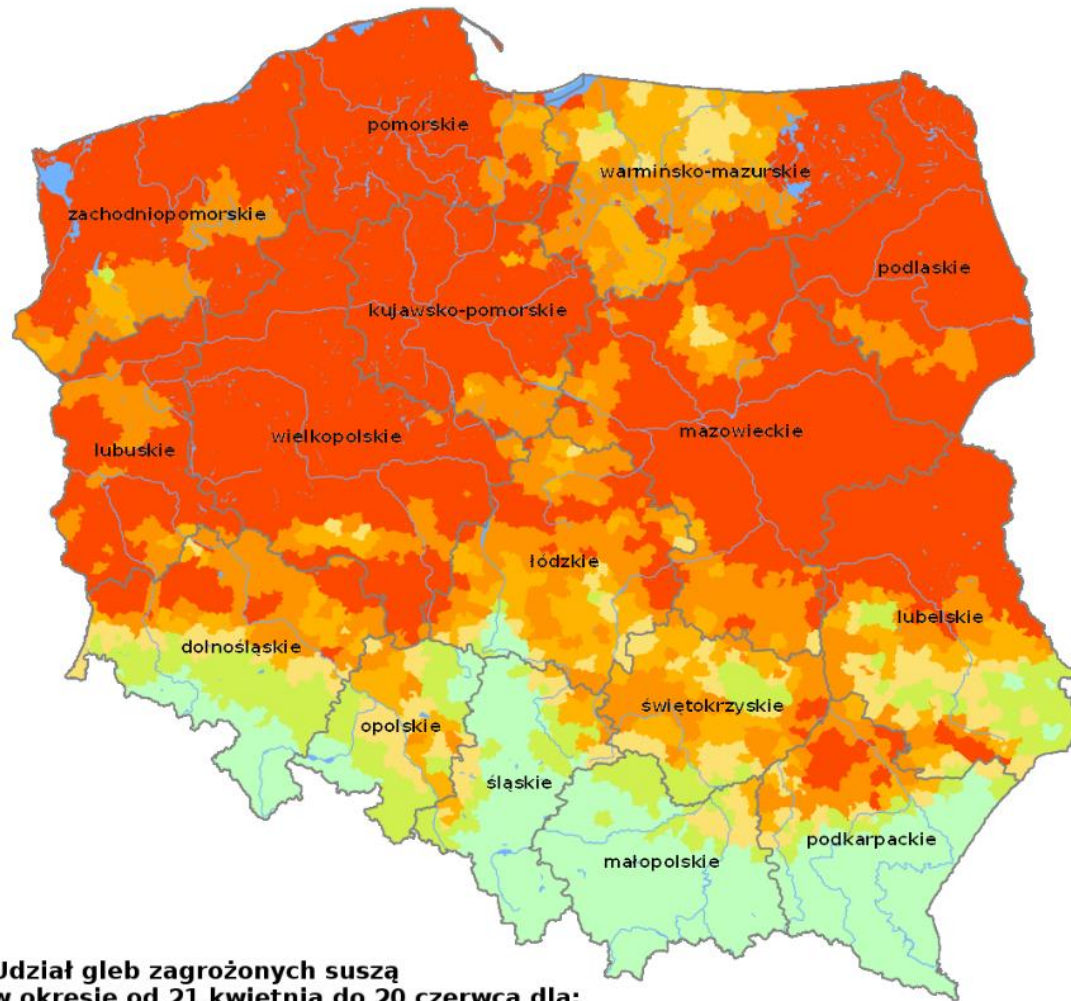 pomorskie
warmińsko-mazurskie
zachodniopomorskie
podlaskie
kujawsko-pomorskie
mazowieckie
wielkopolskie
lubuskie
łódzkie
lubelskie
dolnośląskie
świętokrzyskie
opolskie
śląskie
podkarpackie
małopolskie
Udział gleb zagrożonych suszą
w okresie od 21 kwietnia do 20 czerwca dla: